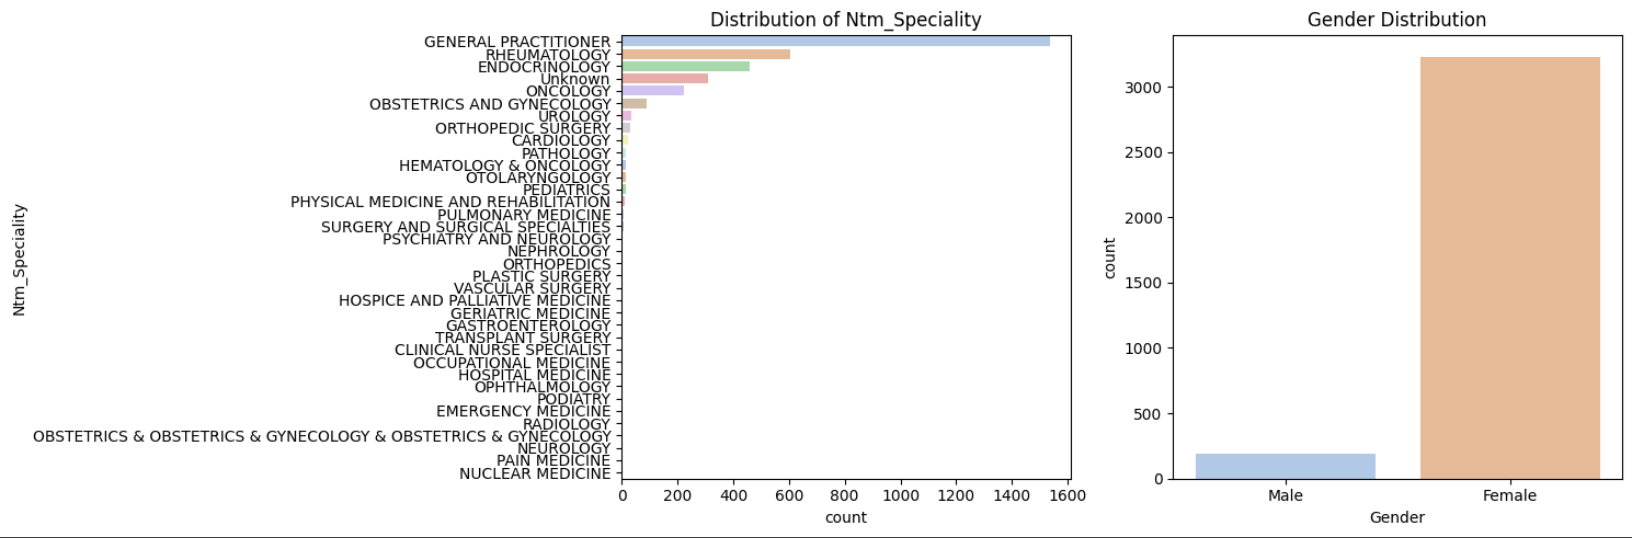 Distribution of Ntm_Speciality
Ntm_Speciality
GENERAL PRACTITIONER
RHEUMATOLOGY
ENDOCRINOLOGY
Unknown
ONCOLOGY
OBSTETRICS AND GYNECOLOGY
UROLOGY
ORTHOPEDIC SURGERY
CARDIOLOGY
PATHOLOGY
HEMATOLOGY & ONCOLOGY
OTOLARYNGOLOGY
PEDIATRICS
PHYSICAL MEDICINE AND REHABILITATION
PULMONARY MEDICINE
SURGERY AND SURGICAL SPECIALTIES
PSYCHIATRY AND NEUROLOGY
NEPHROLOGY
ORTHOPEDICS
PLASTIC SURGERY
VASCULAR SURGERY
HOSPICE AND PALLIATIVE MEDICINE
GERIATRIC MEDICINE
GASTROENTEROLOGY
TRANSPLANT SURGERY
CLINICAL NURSE SPECIALIST
OCCUPATIONAL MEDICINE
HOSPITAL MEDICINE
OPHTHALMOLOGY
PODIATRY
EMERGENCY MEDICINE
RADIOLOGY
OBSTETRICS & OBSTETRICS & GYNECOLOGY & OBSTETRICS & GYNECOLOGY
NEUROLOGY
PAIN MEDICINE
NUCLEAR MEDICINE
0 200 400 600 800 1000 1200 1400 1600
count
Gender Distribution
count
3000
2500
2000
1500
1000
500
0
Male Female
Gender